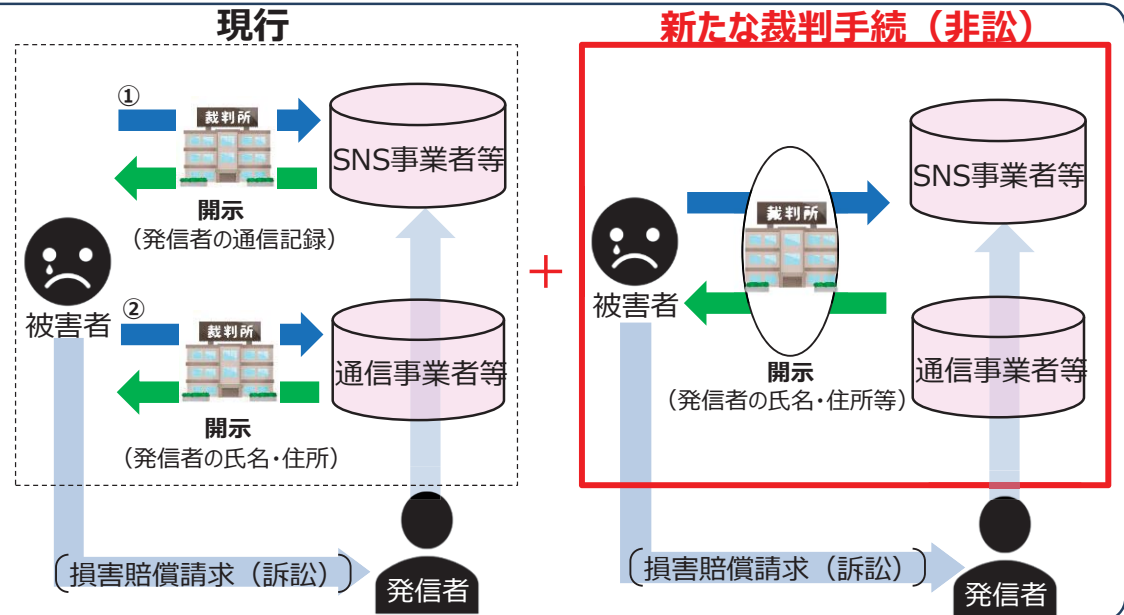 現行
①
裁判所
SNS事業者等
開示
(発信者の通信記録)
被害者
②
裁判所
通信事業者等
開示
(発信者の氏名・住所)
損害賠償請求(訴訟)
発信者
+
新たな裁判手続(非訟)
SNS事業者等
裁判所
被害者
開示
(発信者の氏名・住所等)
通信事業者等
損害賠償請求(訴訟)
発信者